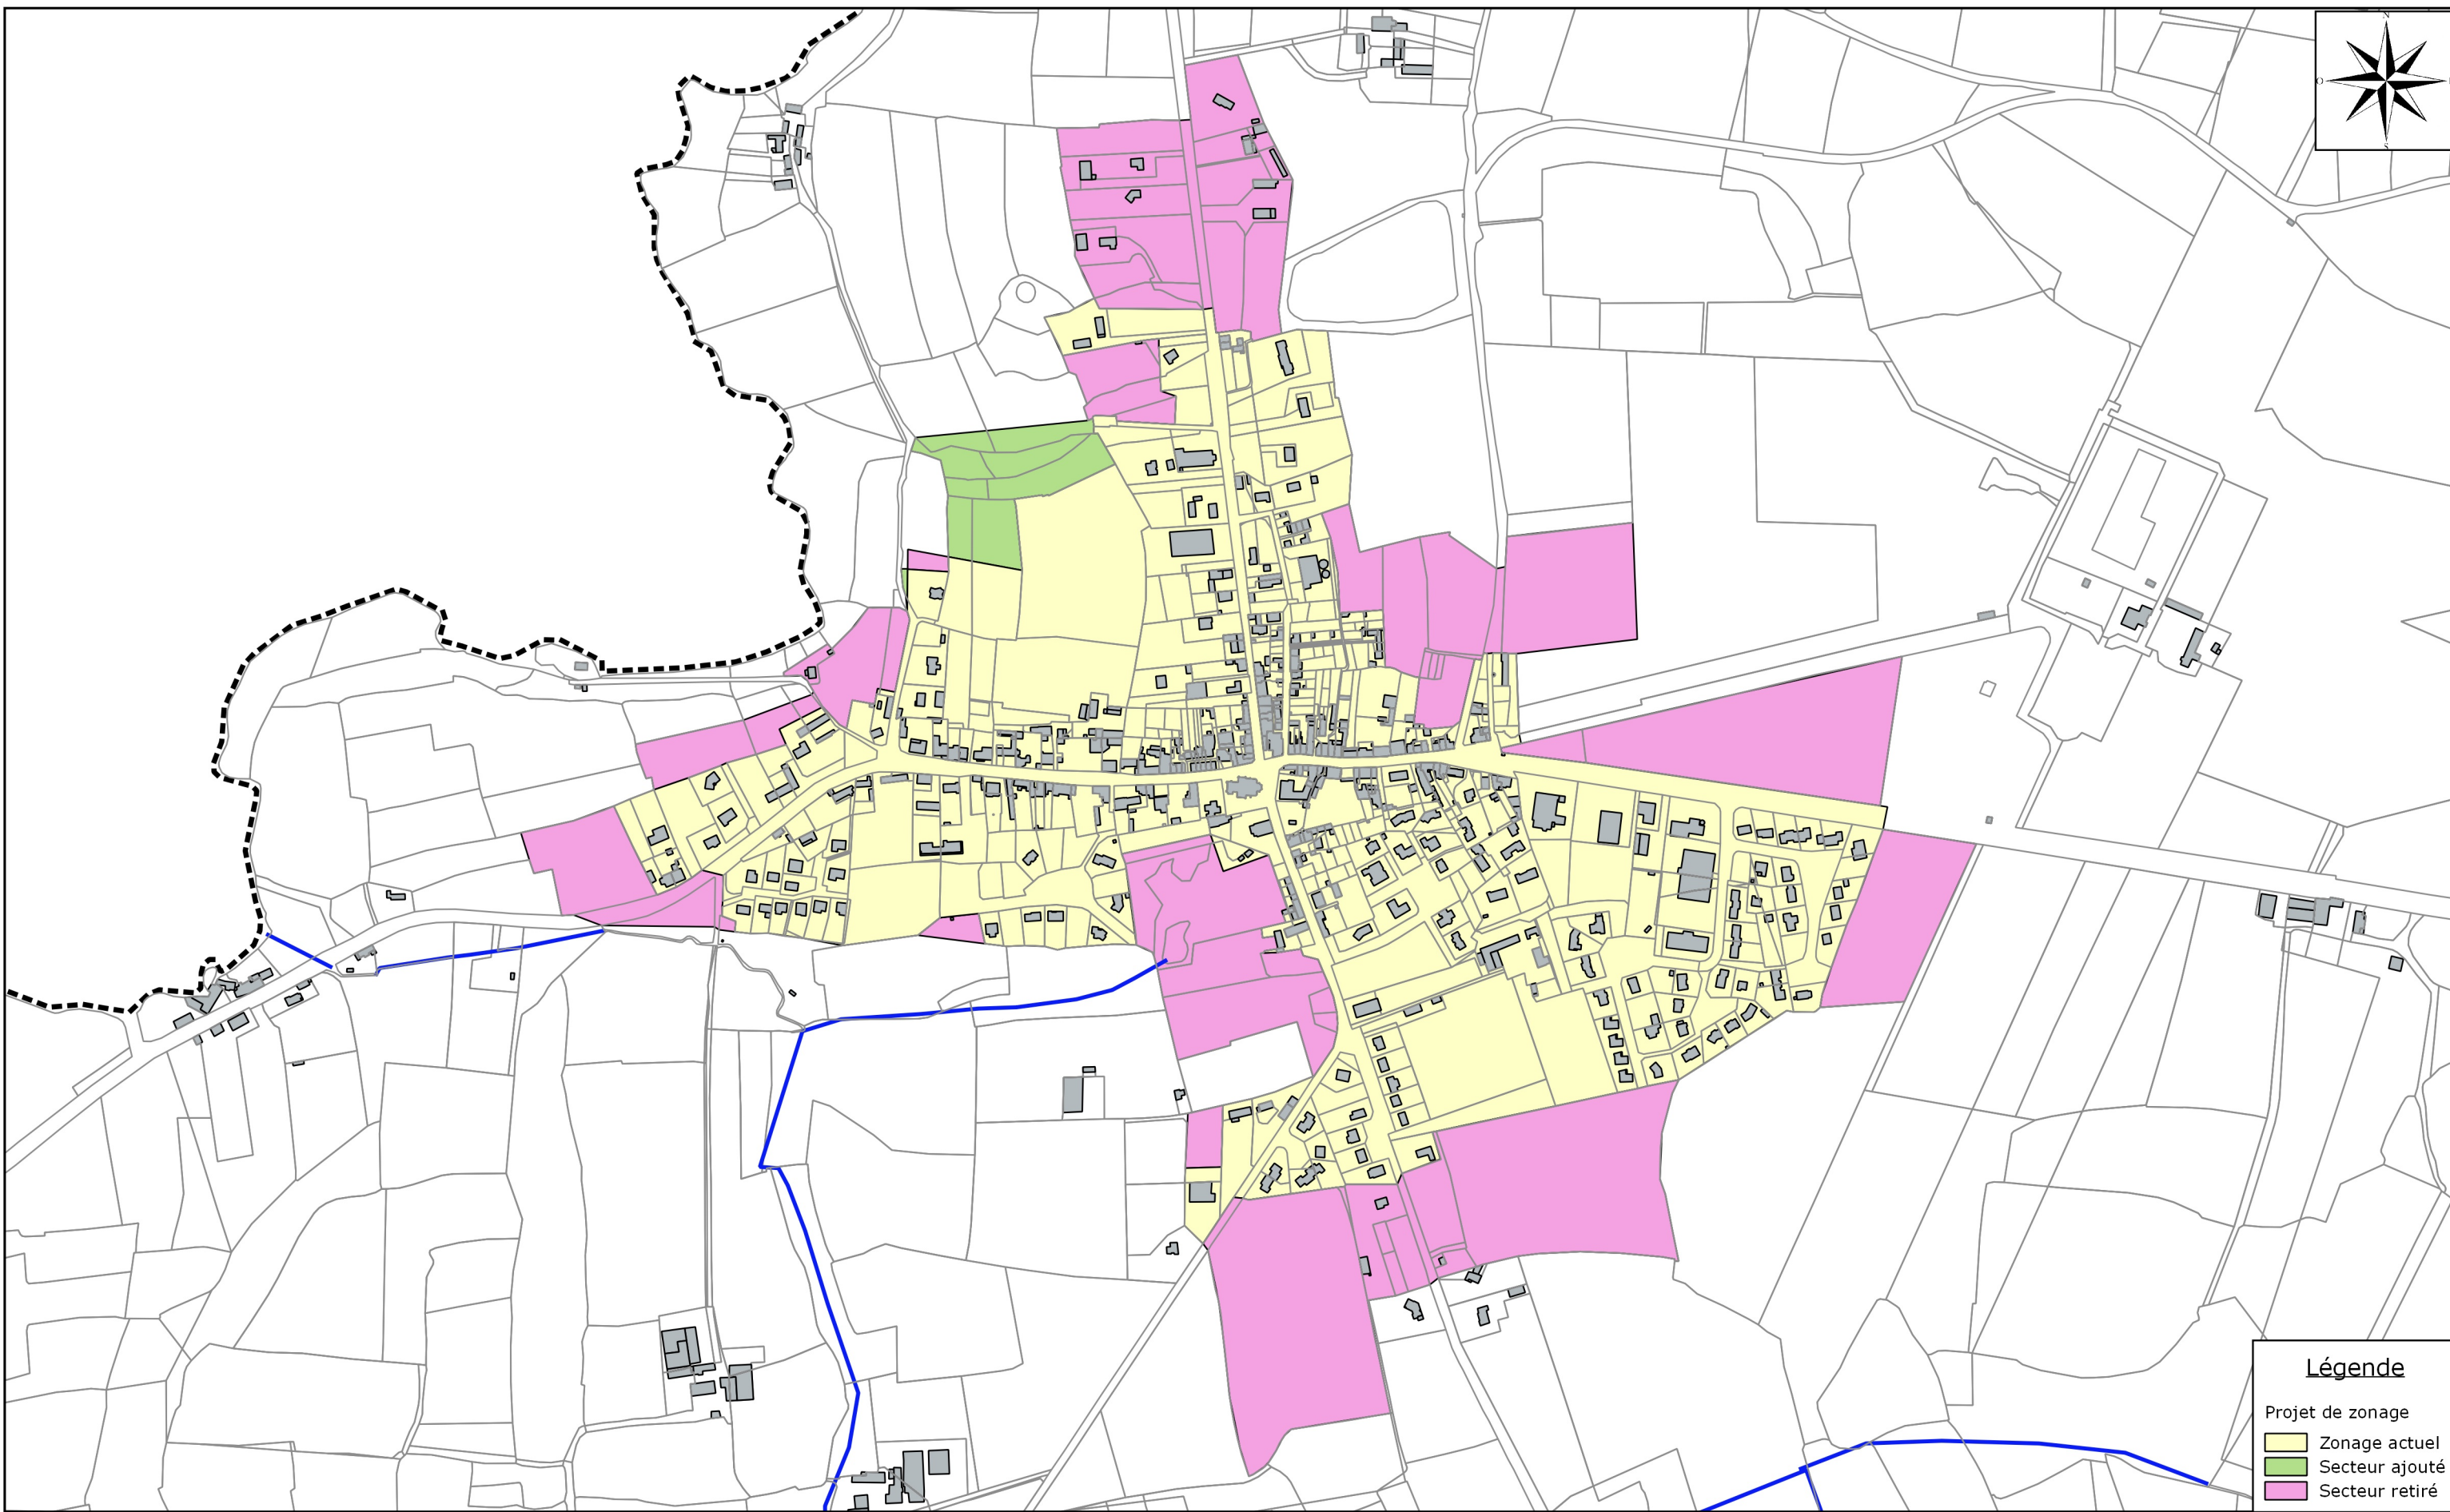 N
O
S
Légende
Projet de zonage
Zonage actuel
Secteur ajouté
Secteur retiré